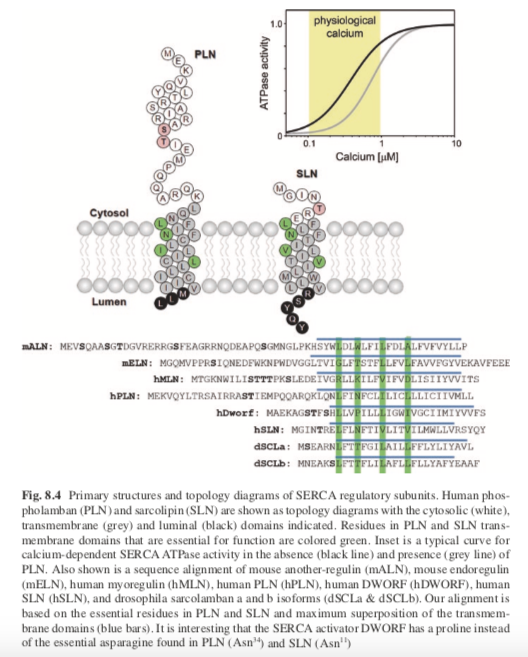 PLN
physiological
calcium
1.0
ATPase activity
0
0.1
1
10
Calcium [μM]
SLN
Cytosol
Lumen
mALN: MEVSQAASGTDGVRERRGSFEAGRRNQDEAPQSGMNGLPKHSYWLDLWLFILFDLALFVFVYLLP
mELN: MGQMVPPRSIQNEDFWKNPWDVGGLTVIGLFTSTFLLFVLFAVVFGYVEKAVFEEE
hMLN: MTGKNWILISTTTPKSLEDEIVGRLLKILFVIFVDLISIIYVVITS
hPLN: MEKVQYLTRSAIRRASTIEMPQQARQKLQNLFINFCLILICLLLICIIVMLL
hDworf: MAEKAGSTFSHLLVPILLLIGWIVGCIIMIYVVFS
hSLN: MGINTRELFLNFTIVLITVILMWLLVRSYQY
dSCLa: MSEARNLFTTFGILAILLFFLYLIYAVL
dSCLb: MNEAKSLFTTFLILAFLLFLLYAFYEAAF
Fig. 8.4 Primary structures and topology diagrams of SERCA regulatory subunits. Human phos-
pholamban (PLN) and sarcolipin (SLN) are shown as topology diagrams with the cytosolic (white),
transmembrane (grey) and luminal (black) domains indicated. Residues in PLN and SLN trans-
membrane domains that are essential for function are colored green. Inset is a typical curve for
calcium-dependent SERCA ATPase activity in the absence (black line) and presence (grey line) of
PLN. Also shown is a sequence alignment of mouse another-regulin (mALN), mouse endoregulin
(mELN), human myoregulin (hMLN), human PLN (hPLN), human DWORF (hDWORF), human
SLN (hSLN), and drosophila sarcolamban a and b isoforms (dSCLa & dSCLb). Our alignment is
based on the essential residues in PLN and SLN and maximum superposition of the transmem-
brane domains (blue bars). It is interesting that the SERCA activator DWORF has a proline instead
of the essential asparagine found in PLN (Asn³⁴) and SLN (Asn¹¹)